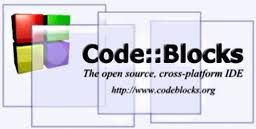 Code::Blocks
The open source, cross-platform IDE
http://www.codeblocks.org